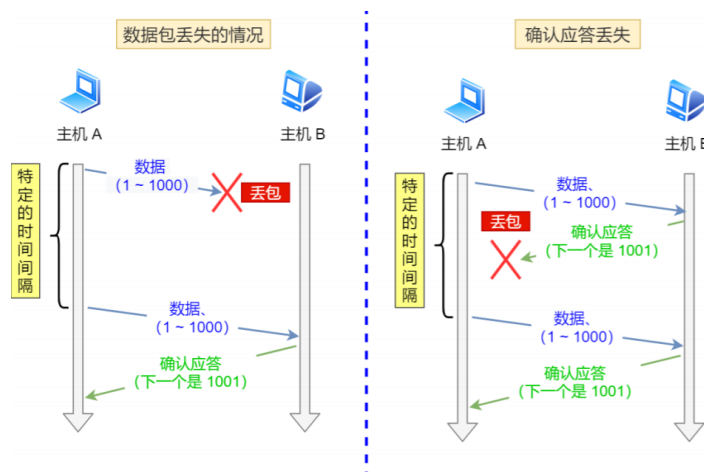 数据包丢失的情况
主机 A
主机 B
特定的时间间隔
数据
（1 ~ 1000）
丢包
数据、
（1 ~ 1000）
确认应答
（下一个是 1001）
确认应答丢失
主机 A
主机
特定的时间间隔
数据、
（1 ~ 1000）
丢包
确认应答
（下一个是 1001）
数据、
（1 ~ 1000）
确认应答
（下一个是 1001）